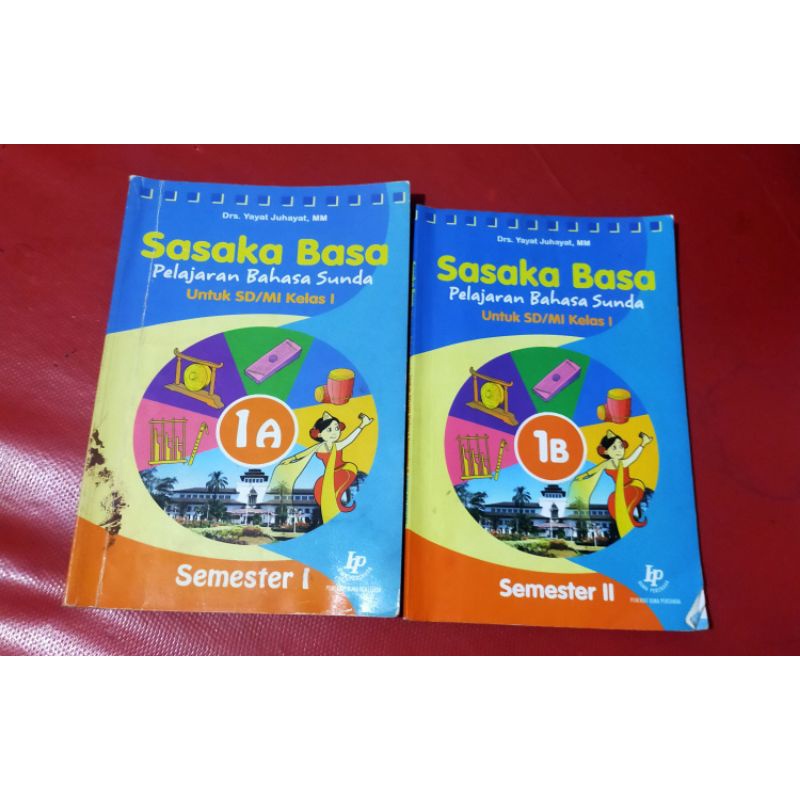 Drs. Yayat Juhayat, MM
Sasaka Basa
Pelajaran Bahasa Sunda
Untuk SD/MI Kelas I
1A
Semester I
Drs. Yayat Juhayat, MM
Sasaka Basa
Pelajaran Bahasa Sunda
Untuk SD/MI Kelas I
1B
Semester II